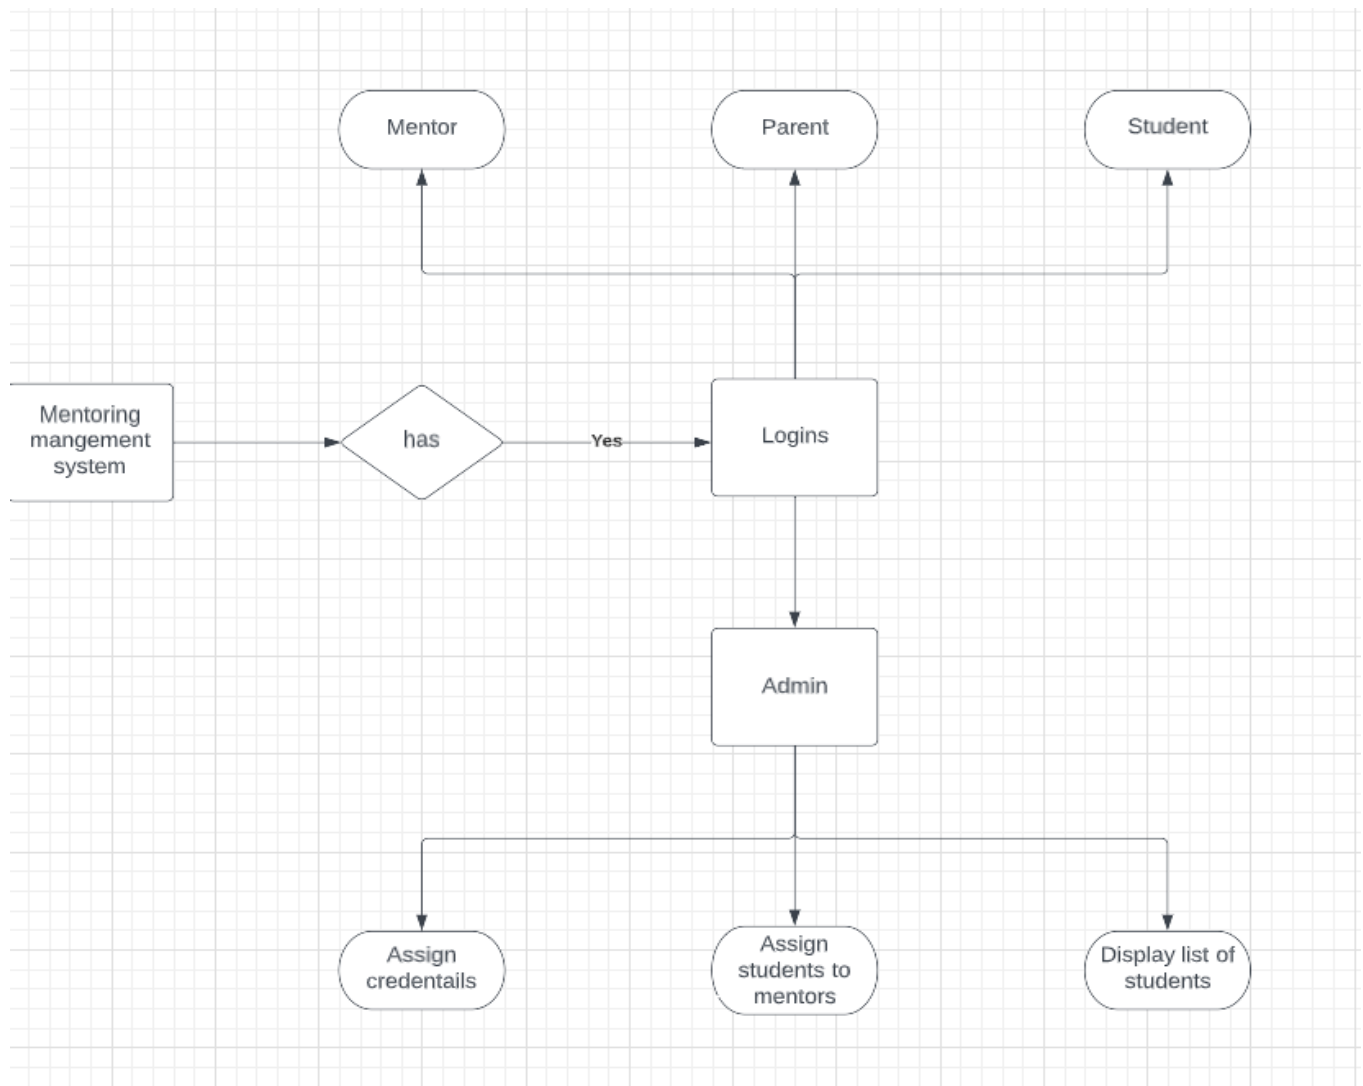 Mentor
Parent
Student
Mentoring
mangement
system
has
Yes
Logins
Admin
Assign
credentails
Assign
students to
mentors
Display list of
students